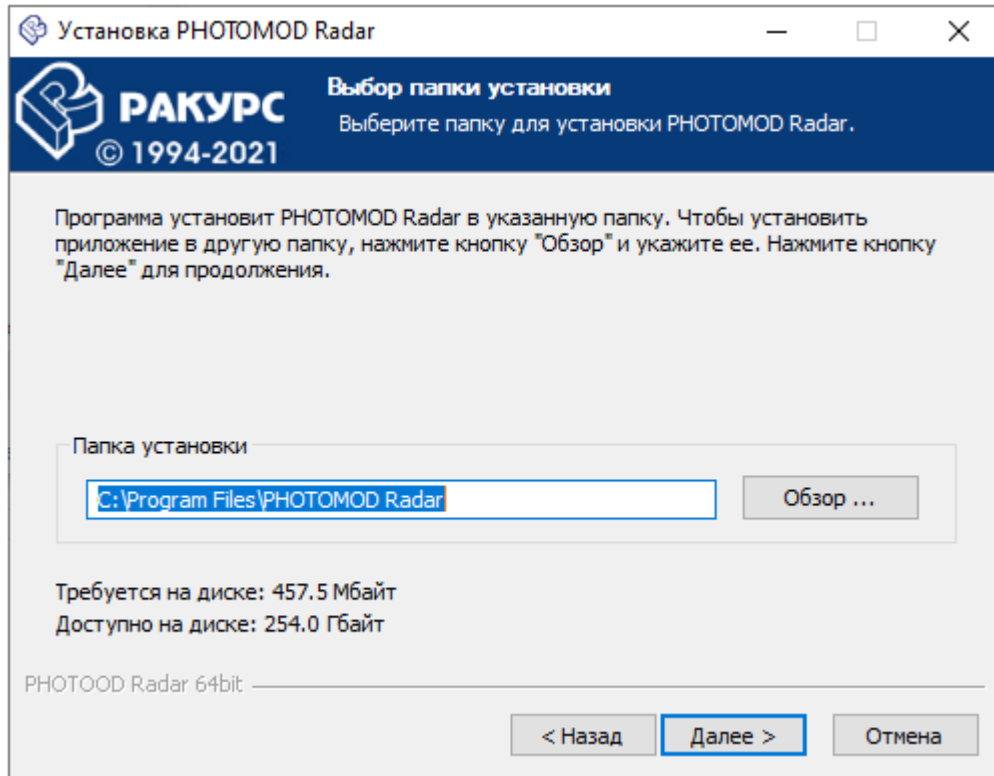 Установка PHOTOMOD Radar
РАКУРС
© 1994-2021
Выбор папки установки
Выберите папку для установки PHOTOMOD Radar.
Программа установит PHOTOMOD Radar в указанную папку. Чтобы установить
приложение в другую папку, нажмите кнопку "Обзор" и укажите ее. Нажмите кнопку
"Далее" для продолжения.
Папка установки
C:\Program Files\PHOTOMOD Radar
Обзор ...
Требуется на диске: 457.5 Мбайт
Доступно на диске: 254.0 Гбайт
PHOTOOD Radar 64bit
< Назад
Далее >
Отмена